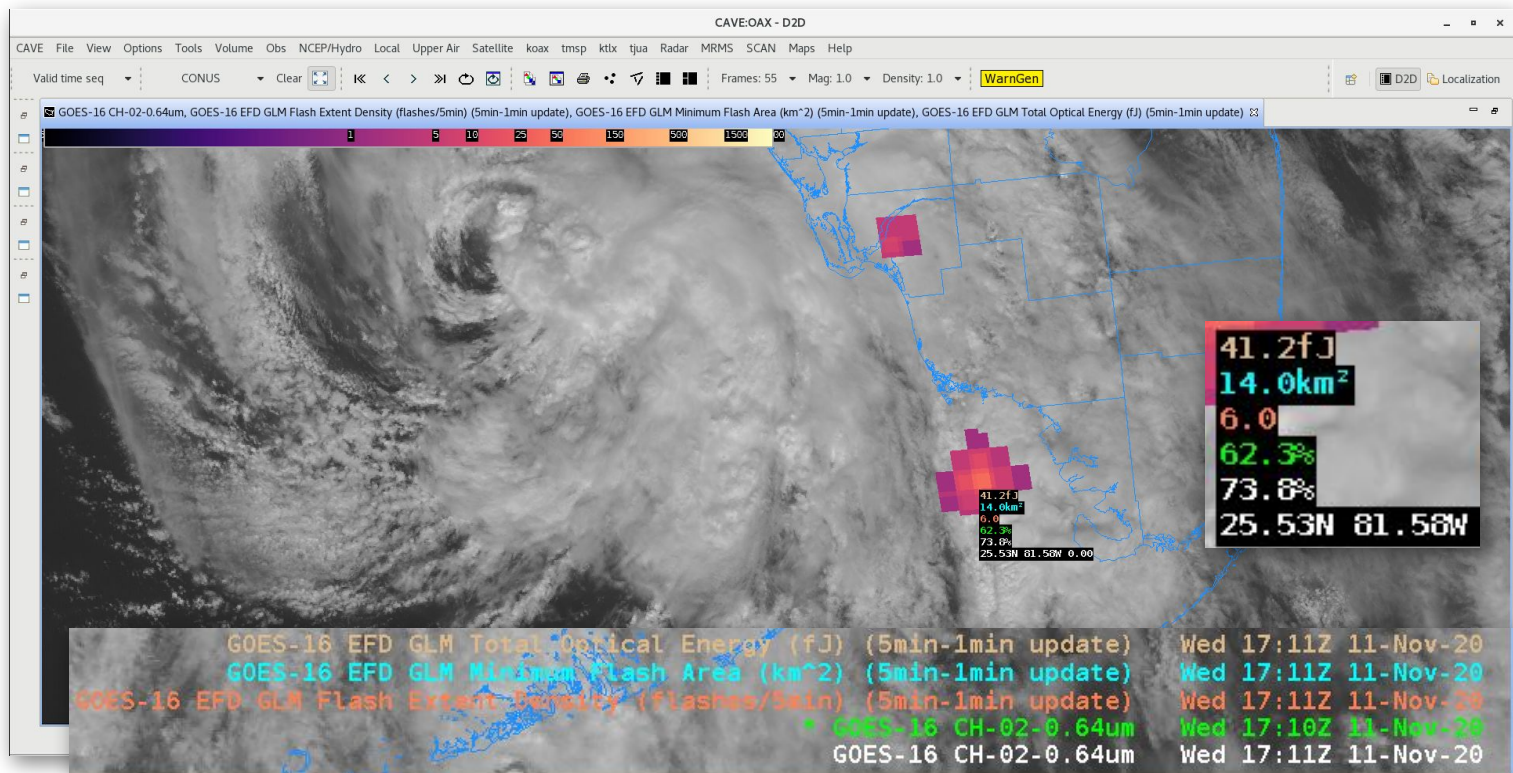 CAVE:OAX - D2D
CAVE File View Options Tools Volume Obs NCEP/Hydro Local Upper Air Satellite koax tmsp ktlx tjua Radar MRMS SCAN Maps Help
Valid time seq CONUS Clear Frames: 55 Mag: 1.0 Density: 1.0 WarnGen D2D Localization
GOES-16 CH-02-0.64um, GOES-16 EFD GLM Flash Extent Density (flashes/5min) (5min-1min update), GOES-16 EFD GLM Minimum Flash Area (km^2) (5min-1min update), GOES-16 EFD GLM Total Optical Energy (fJ) (5min-1min update)
1 5 10 25 50 150 500 1500 00
41.2fJ
14.0km²
6.0
62.3%
73.8%
25.53N 81.58W
41.2fJ
14.0km²
6.0
62.3%
73.8%
25.53N 81.58W 0.00
GOES-16 EFD GLM Total Optical Energy (fJ) (5min-1min update) Wed 17:11Z 11-Nov-20
GOES-16 EFD GLM Minimum Flash Area (km^2) (5min-1min update) Wed 17:11Z 11-Nov-20
GOES-16 EFD GLM Flash Extent Density (flashes/5min) (5min-1min update) Wed 17:11Z 11-Nov-20
* GOES-16 CH-02-0.64um Wed 17:10Z 11-Nov-20
GOES-16 CH-02-0.64um Wed 17:11Z 11-Nov-20